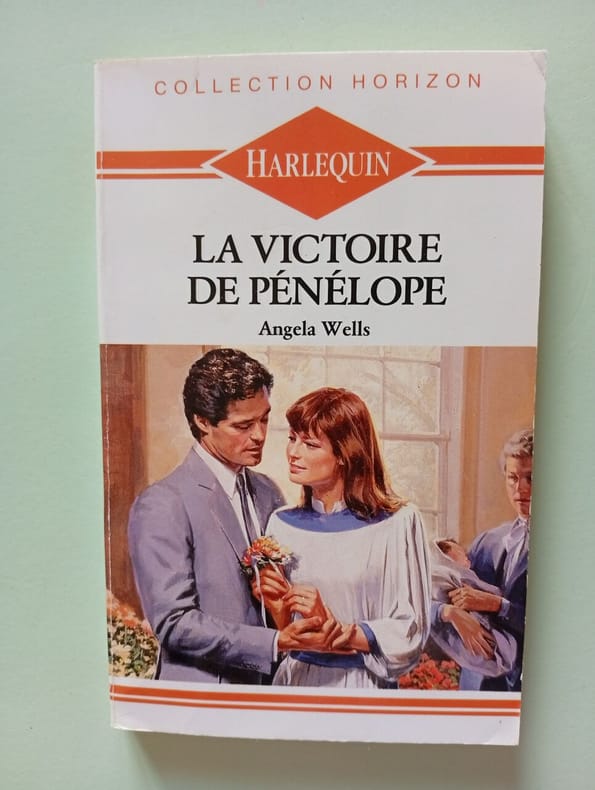 COLLECTION HORIZON
HARLEQUIN
LA VICTOIRE
DE PÉNÉLOPE
Angela Wells